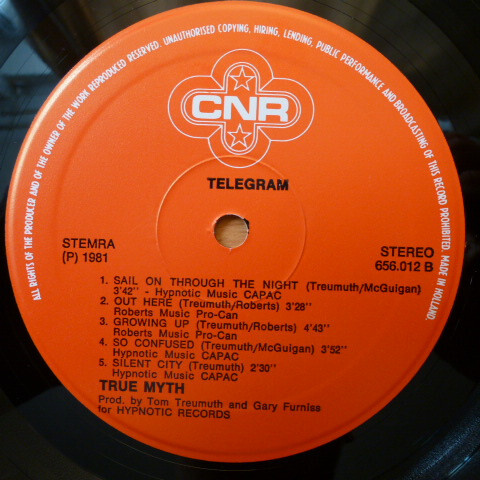 ALL RIGHTS OF THE PRODUCER AND OF THE OWNER OF THE WORK REPRODUCED RESERVED. UNAUTHORISED COPYING, HIRING, LENDING, PUBLIC PERFORMANCE AND BROADCASTING OF THIS RECORD PROHIBITED. MADE IN HOLLAND.
CNR
TELEGRAM
STEMRA
(P) 1981
STEREO
656.012 B
1. SAIL ON THROUGH THE NIGHT (Treumuth/McGuigan)
3'42'' - Hypnotic Music CAPAC
2. OUT HERE (Treumuth/Roberts) 3'28''
Roberts Music Pro-Can
3. GROWING UP (Treumuth/Roberts) 4'43''
Roberts Music Pro-Can
4. SO CONFUSED (Treumuth/McGuigan) 3'52''
Hypnotic Music CAPAC
5. SILENT CITY (Treumuth) 2'30''
Hypnotic Music CAPAC
TRUE MYTH
Prod. by Tom Treumuth and Gary Furniss
for HYPNOTIC RECORDS